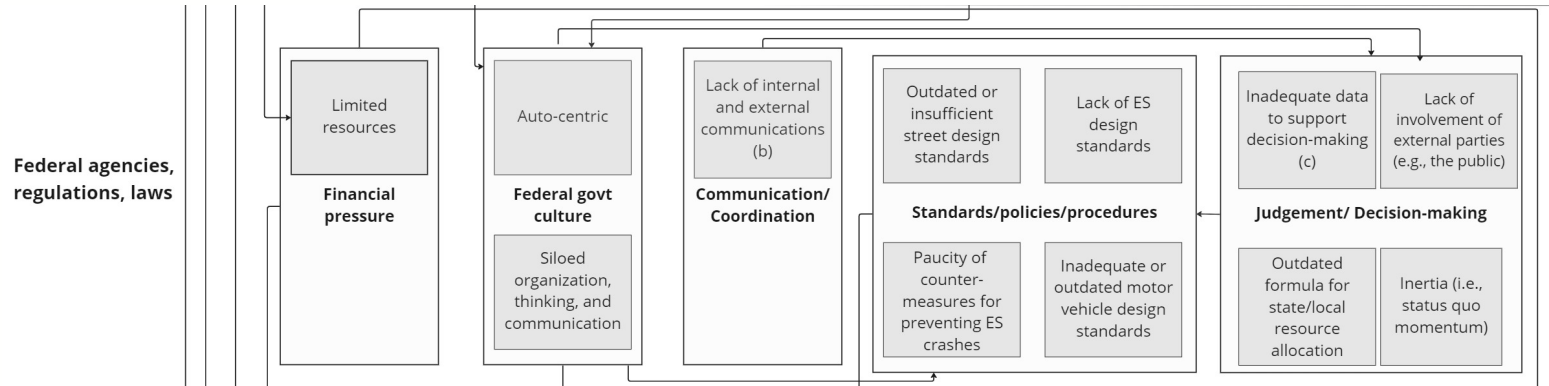 Federal agencies,
regulations, laws
Limited
resources
Financial
pressure
Auto-centric
Federal govt
culture
Siloed
organization,
thinking, and
communication
Lack of internal
and external
communications
(b)
Communication/
Coordination
Outdated or
insufficient
street design
standards
Lack of ES
design
standards
Standards/policies/procedures
Paucity of
counter-
measures for
preventing ES
crashes
Inadequate or
outdated motor
vehicle design
standards
Inadequate data
to support
decision-making
(c)
Lack of
involvement of
external parties
(e.g., the public)
Judgement/ Decision-making
Outdated
formula for
state/local
resource
allocation
Inertia (i.e.,
status quo
momentum)